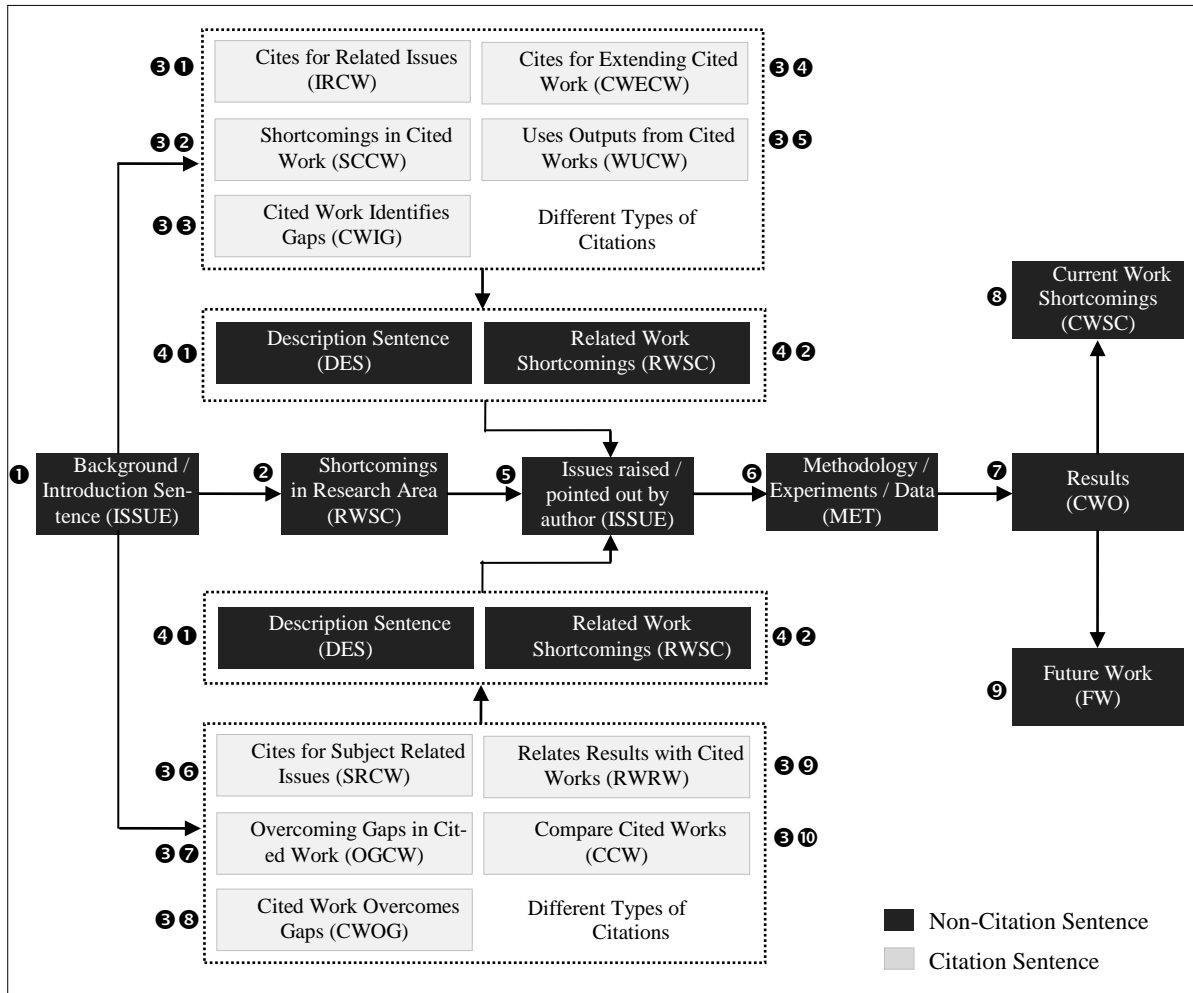 ❸❶ Cites for Related Issues
(IRCW)
Cites for Extending Cited
Work (CWECW) ❸❹
❸❷ Shortcomings in Cited
Work (SCCW)
Uses Outputs from Cited
Works (WUCW) ❸❺
❸❸ Cited Work Identifies
Gaps (CWIG)
Different Types of
Citations
❹❶ Description Sentence
(DES)
Related Work
Shortcomings (RWSC) ❹❷
❽ Current Work
Shortcomings
(CWSC)
❶ Background /
Introduction Sen-
tence (ISSUE)
❷ Shortcomings
in Research Area
(RWSC)
❺ Issues raised /
pointed out by
author (ISSUE)
❻ Methodology /
Experiments / Data
(MET)
❼ Results
(CWO)
❹❶ Description Sentence
(DES)
Related Work
Shortcomings (RWSC) ❹❷
❾ Future Work
(FW)
❸❻ Cites for Subject Related
Issues (SRCW)
Relates Results with Cited
Works (RWRW) ❸❾
❸❼ Overcoming Gaps in Cit-
ed Work (OGCW)
Compare Cited Works
(CCW) ❸❿
❸❽ Cited Work Overcomes
Gaps (CWOG)
Different Types of
Citations
Non-Citation Sentence
Citation Sentence